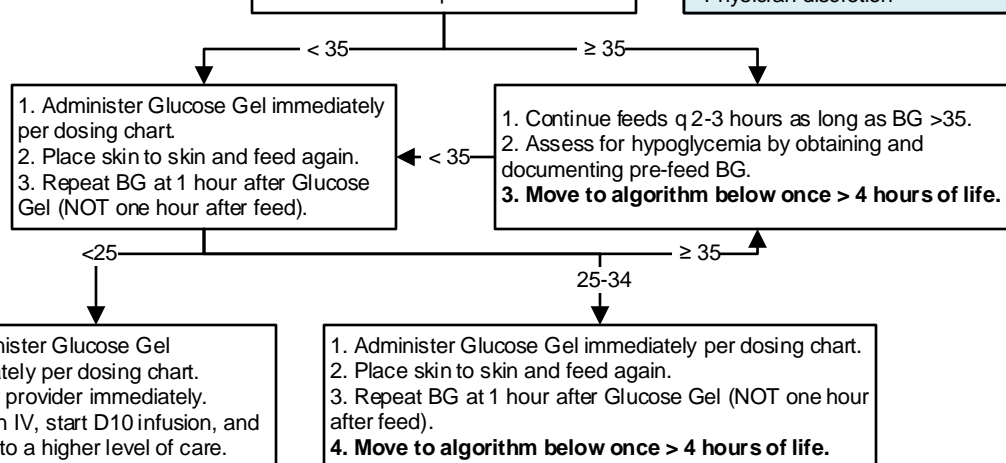 Physician discretion
< 35
≥ 35
1. Administer Glucose Gel immediately
per dosing chart.
2. Place skin to skin and feed again.
3. Repeat BG at 1 hour after Glucose
Gel (NOT one hour after feed).
< 35
1. Continue feeds q 2-3 hours as long as BG >35.
2. Assess for hypoglycemia by obtaining and
documenting pre-feed BG.
3. Move to algorithm below once > 4 hours of life.
<25
≥ 35
25-34
Glucose Gel
per dosing chart.
provider immediately.
IV, start D10 infusion, and
to a higher level of care.
1. Administer Glucose Gel immediately per dosing chart.
2. Place skin to skin and feed again.
3. Repeat BG at 1 hour after Glucose Gel (NOT one hour
after feed).
4. Move to algorithm below once > 4 hours of life.